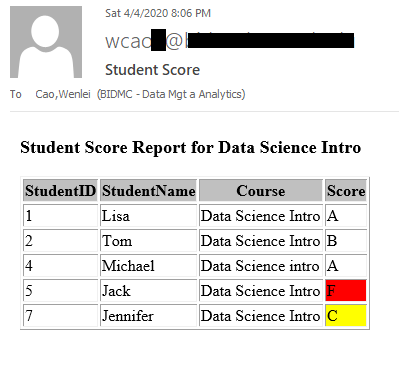 Sat 4/4/2020 8:06 PM
wcao @
Student Score
To Cao,Wenlei (BIDMC - Data Mgt a Analytics)
Student Score Report for Data Science Intro
StudentID StudentName Course Score
1 Lisa Data Science Intro A
2 Tom Data Science Intro B
4 Michael Data Science intro A
5 Jack Data Science Intro F
7 Jennifer Data Science Intro C